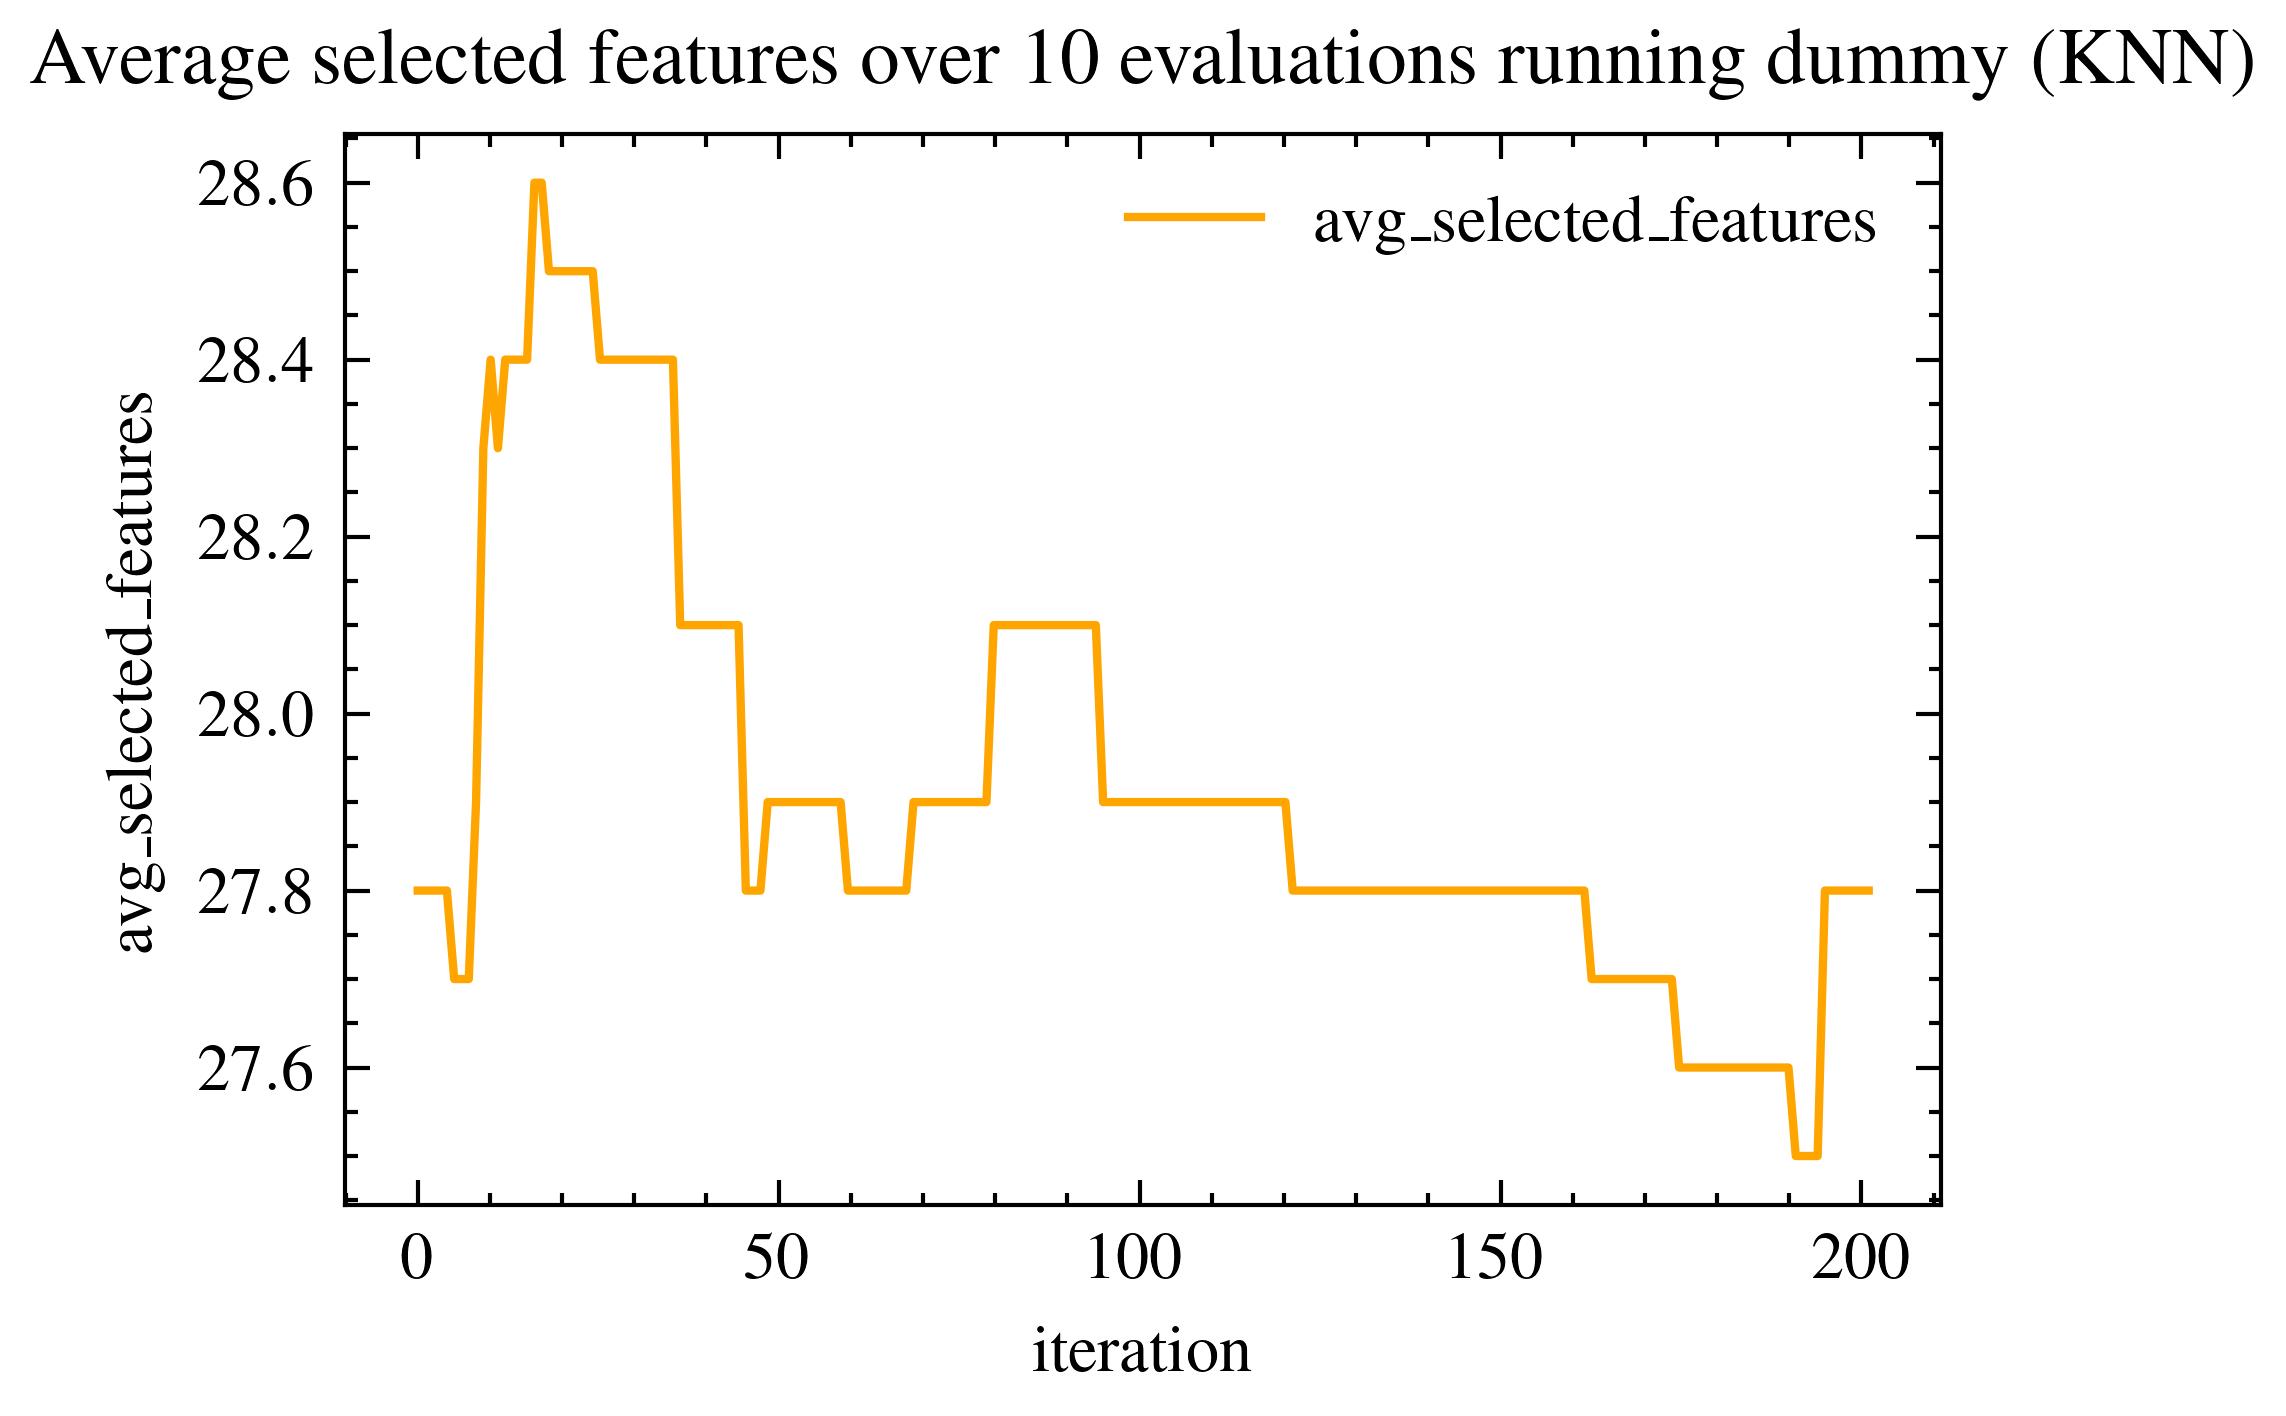 Average selected features over 10 evaluations running dummy (KNN)
avg_selected_features
28.6
28.4
28.2
28.0
27.8
27.6
avg_selected_features
0 50 100 150 200
iteration